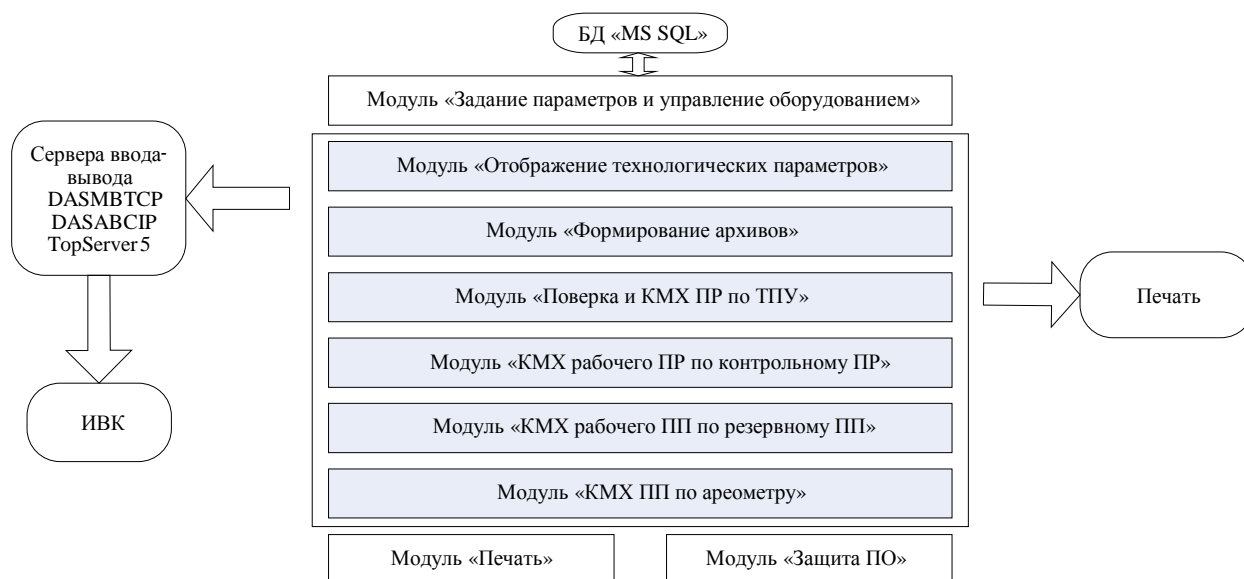 БД «MS SQL»
Модуль «Задание параметров и управление оборудованием»
Сервера ввода-
вывода
DASMBTCP
DASABCIP
TopServer 5
ИВК
Модуль «Отображение технологических параметров»
Модуль «Формирование архивов»
Модуль «Поверка и КМХ ПР по ТПУ»
Модуль «КМХ рабочего ПР по контрольному ПР»
Модуль «КМХ рабочего ПП по резервному ПП»
Модуль «КМХ ПП по ареометру»
Печать
Модуль «Печать»
Модуль «Защита ПО»